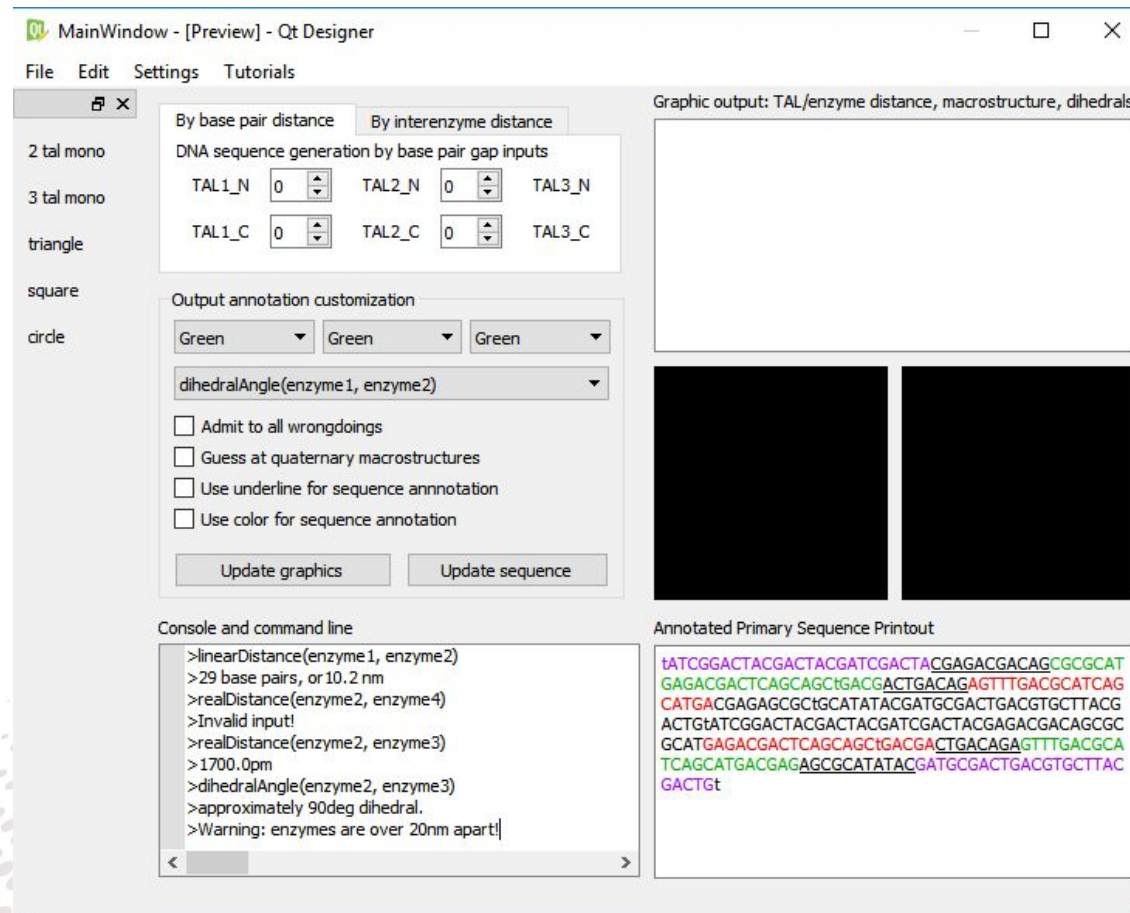 MainWindow - [Preview] - Qt Designer
File Edit Settings Tutorials
2 tal mono
3 tal mono
triangle
square
circle
By base pair distance By interenzyme distance
DNA sequence generation by base pair gap inputs
TAL1_N 0 TAL2_N 0 TAL3_N
TAL1_C 0 TAL2_C 0 TAL3_C
Output annotation customization
Green Green Green
dihedralAngle(enzyme1, enzyme2)
Admit to all wrongdoings
Guess at quaternary macrostructures
Use underline for sequence annnotation
Use color for sequence annotation
Update graphics Update sequence
Console and command line
>linearDistance(enzyme1, enzyme2)
>29 base pairs, or 10.2 nm
>realDistance(enzyme2, enzyme4)
>Invalid input!
>realDistance(enzyme2, enzyme3)
>1700.0pm
>dihedralAngle(enzyme2, enzyme3)
>approximately 90deg dihedral.
>Warning: enzymes are over 20nm apart!
Graphic output: TAL/enzyme distance, macrostructure, dihedrals
Annotated Primary Sequence Printout
tATCGGACTACGACTACGATCGACTACGAGACGACAGCGCGCAT
GAGACGACTCAGCAGCtGACGACTGACAGAGTTTGACGCATCAG
CATGACGAGAGCGCtGCATATACGATGCGACTGACGTGCTTACG
ACTGtATCGGACTACGACTACGATCGACTACGAGACGACAGCGC
GCATGAGACGACTCAGCAGCtGACGACTGACAGAGTTTGACGCA
TCAGCATGACGAGAGCGCATATACGATGCGACTGACGTGCTTAC
GACTGt